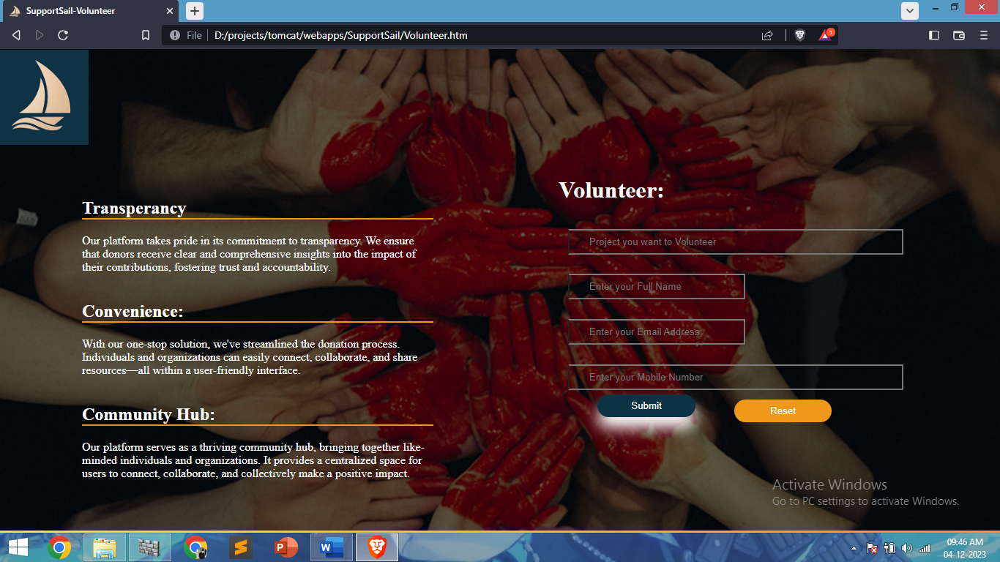 SupportSail-Volunteer
File
D:/projects/tomcat/webapps/SupportSail/Volunteer.htm
1
Transperancy
Our platform takes pride in its commitment to transparency. We ensure
that donors receive clear and comprehensive insights into the impact of
their contributions, fostering trust and accountability.
Convenience:
With our one-stop solution, we've streamlined the donation process.
Individuals and organizations can easily connect, collaborate, and share
resources—all within a user-friendly interface.
Community Hub:
Our platform serves as a thriving community hub, bringing together like-
minded individuals and organizations. It provides a centralized space for
users to connect, collaborate, and collectively make a positive impact.
Volunteer:
Project you want to Volunteer
Enter your Full Name
Enter your Email Address
Enter your Mobile Number
Submit
Reset
Activate Windows
Go to PC settings to activate Windows.
09:46 AM
04-12-2023